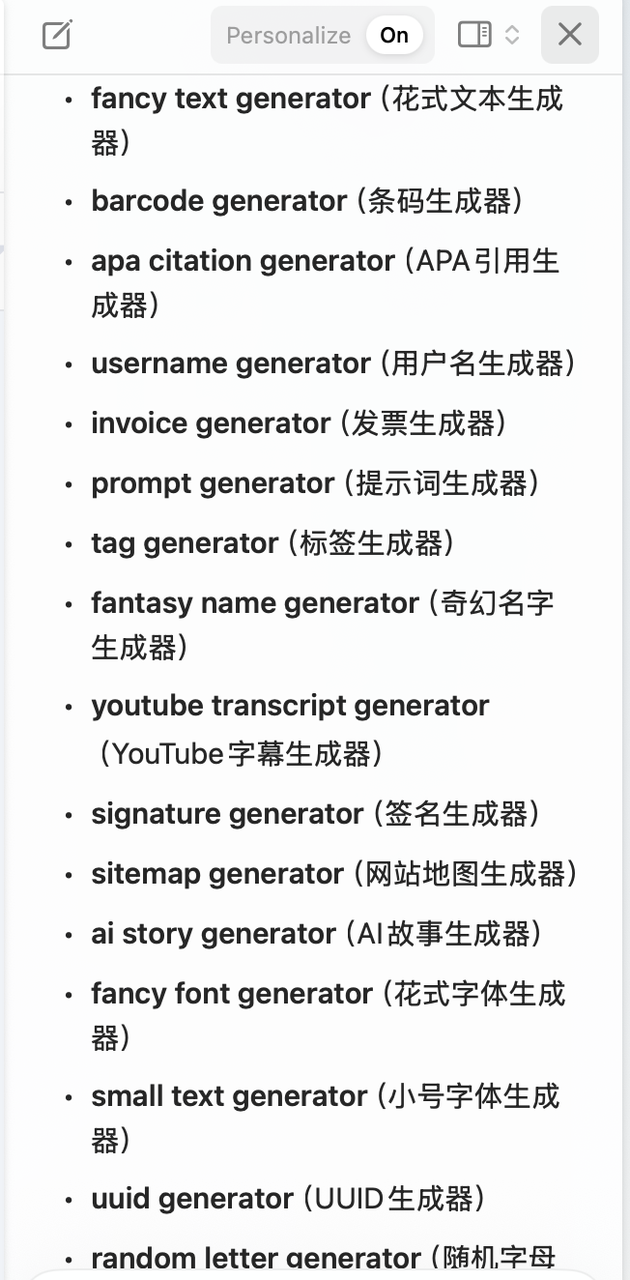 Personalize On
• fancy text generator（花式文本生成
器）
• barcode generator（条码生成器）
• apa citation generator（APA引用生
成器）
• username generator（用户名生成器）
• invoice generator（发票生成器）
• prompt generator（提示词生成器）
• tag generator（标签生成器）
• fantasy name generator（奇幻名字
生成器）
• youtube transcript generator
（YouTube字幕生成器）
• signature generator（签名生成器）
• sitemap generator（网站地图生成器）
• ai story generator（AI故事生成器）
• fancy font generator（花式字体生成
器）
• small text generator（小号字体生成
器）
• uuid generator（UUID生成器）
• random letter generator（随机字母